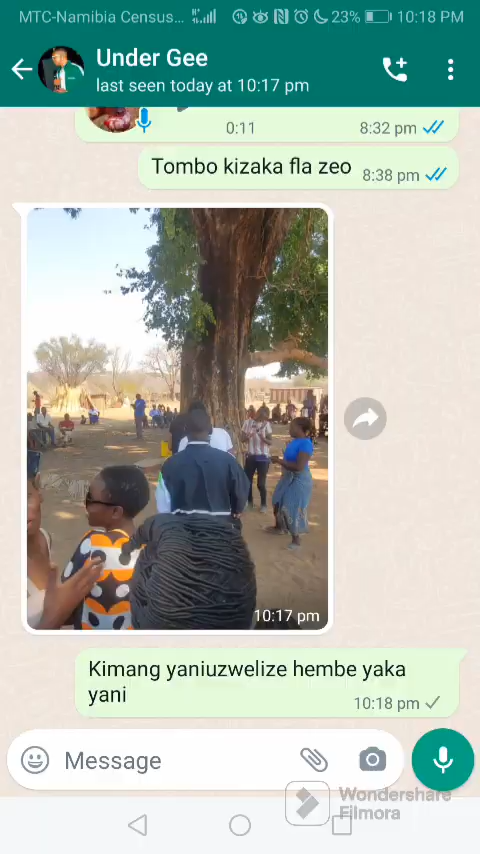 MTC-Namibia Census... 23% 10:18 PM
Under Gee
last seen today at 10:17 pm
0:11 8:32 pm
Tombo kizaka fla zeo 8:38 pm
10:17 pm
Kimang yaniuzwelize hembe yaka
yani 10:18 pm
Message
Wondershare
Filmora